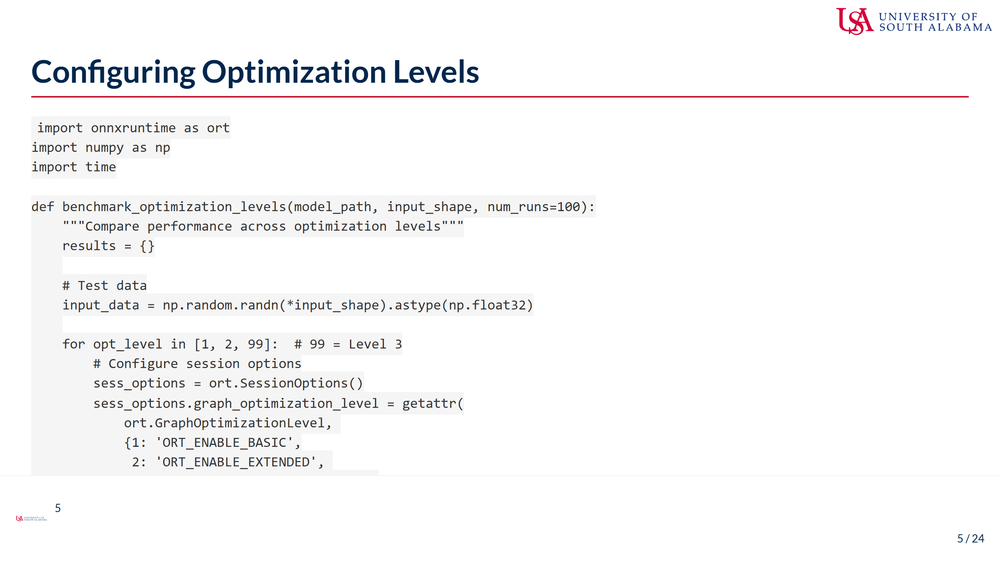 UNIVERSITY OF
SOUTH ALABAMA
Configuring Optimization Levels
import onnxruntime as ort
import numpy as np
import time
def benchmark_optimization_levels(model_path, input_shape, num_runs=100):
    """Compare performance across optimization levels"""
    results = {}
    # Test data
    input_data = np.random.randn(*input_shape).astype(np.float32)
    for opt_level in [1, 2, 99]:  # 99 = Level 3
        # Configure session options
        sess_options = ort.SessionOptions()
        sess_options.graph_optimization_level = getattr(
            ort.GraphOptimizationLevel,
            {1: 'ORT_ENABLE_BASIC',
             2: 'ORT_ENABLE_EXTENDED',
5
USA UNIVERSITY OF
SOUTH ALABAMA
5 / 24